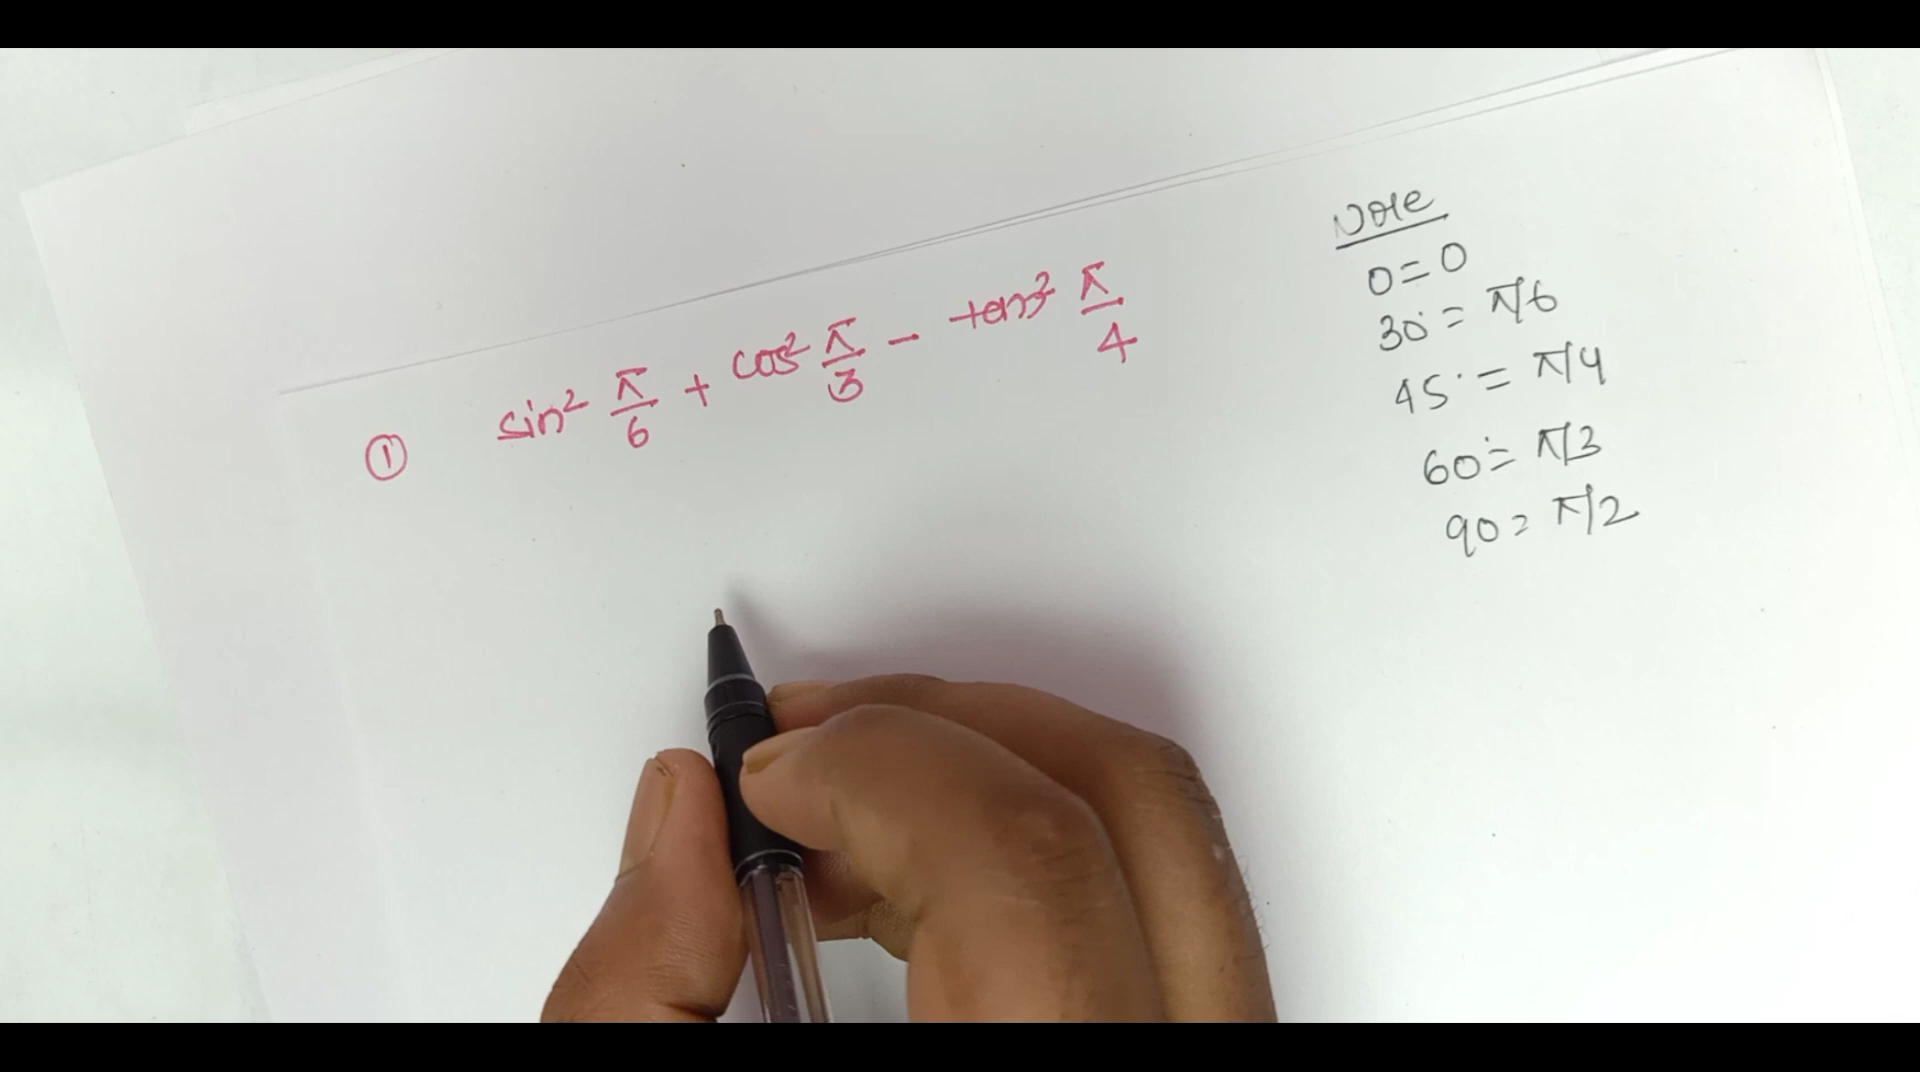 ① sin² π/6 + cos² π/3 - tan² π/4
Note
0 = 0
30° = π/6
45° = π/4
60° = π/3
90 = π/2